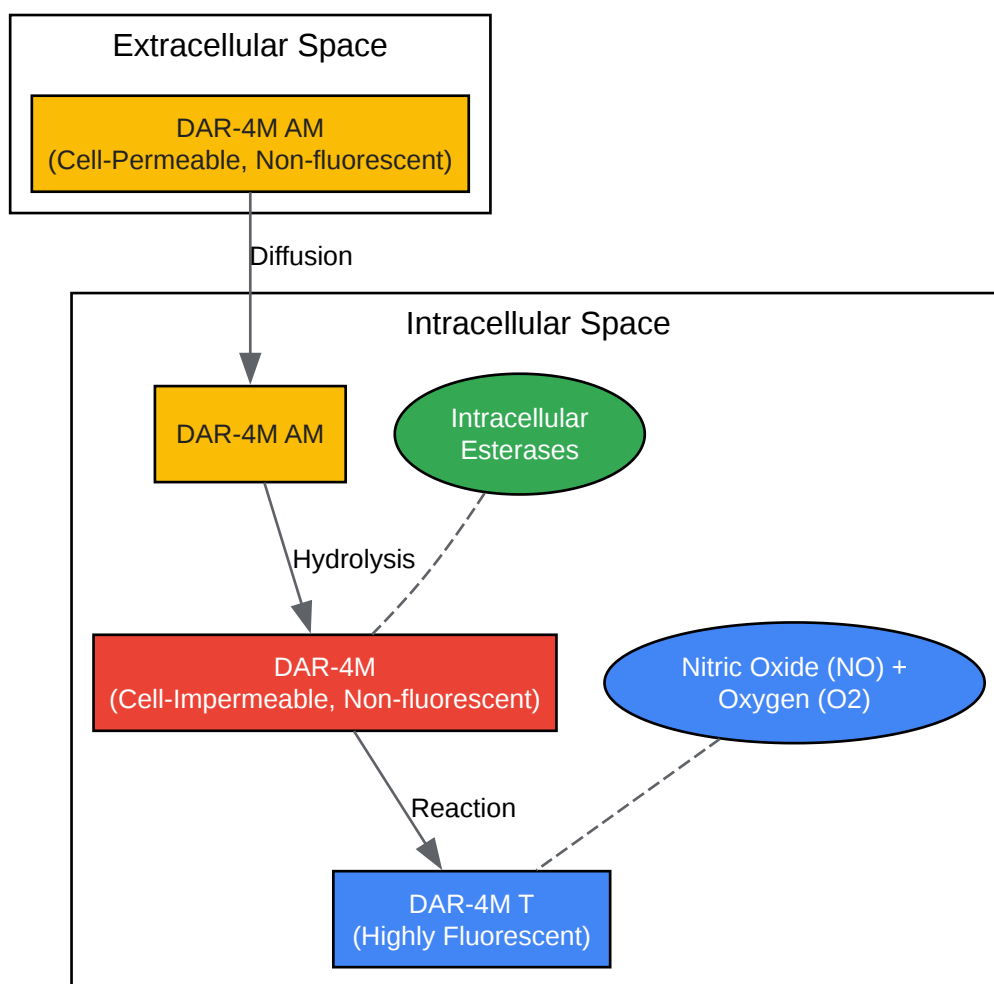 Extracellular Space
DAR-4M AM
(Cell-Permeable, Non-fluorescent)
Diffusion
Intracellular Space
DAR-4M AM
Intracellular
Esterases
Hydrolysis
DAR-4M
(Cell-Impermeable, Non-fluorescent)
Nitric Oxide (NO) +
Oxygen (O2)
Reaction
DAR-4M T
(Highly Fluorescent)